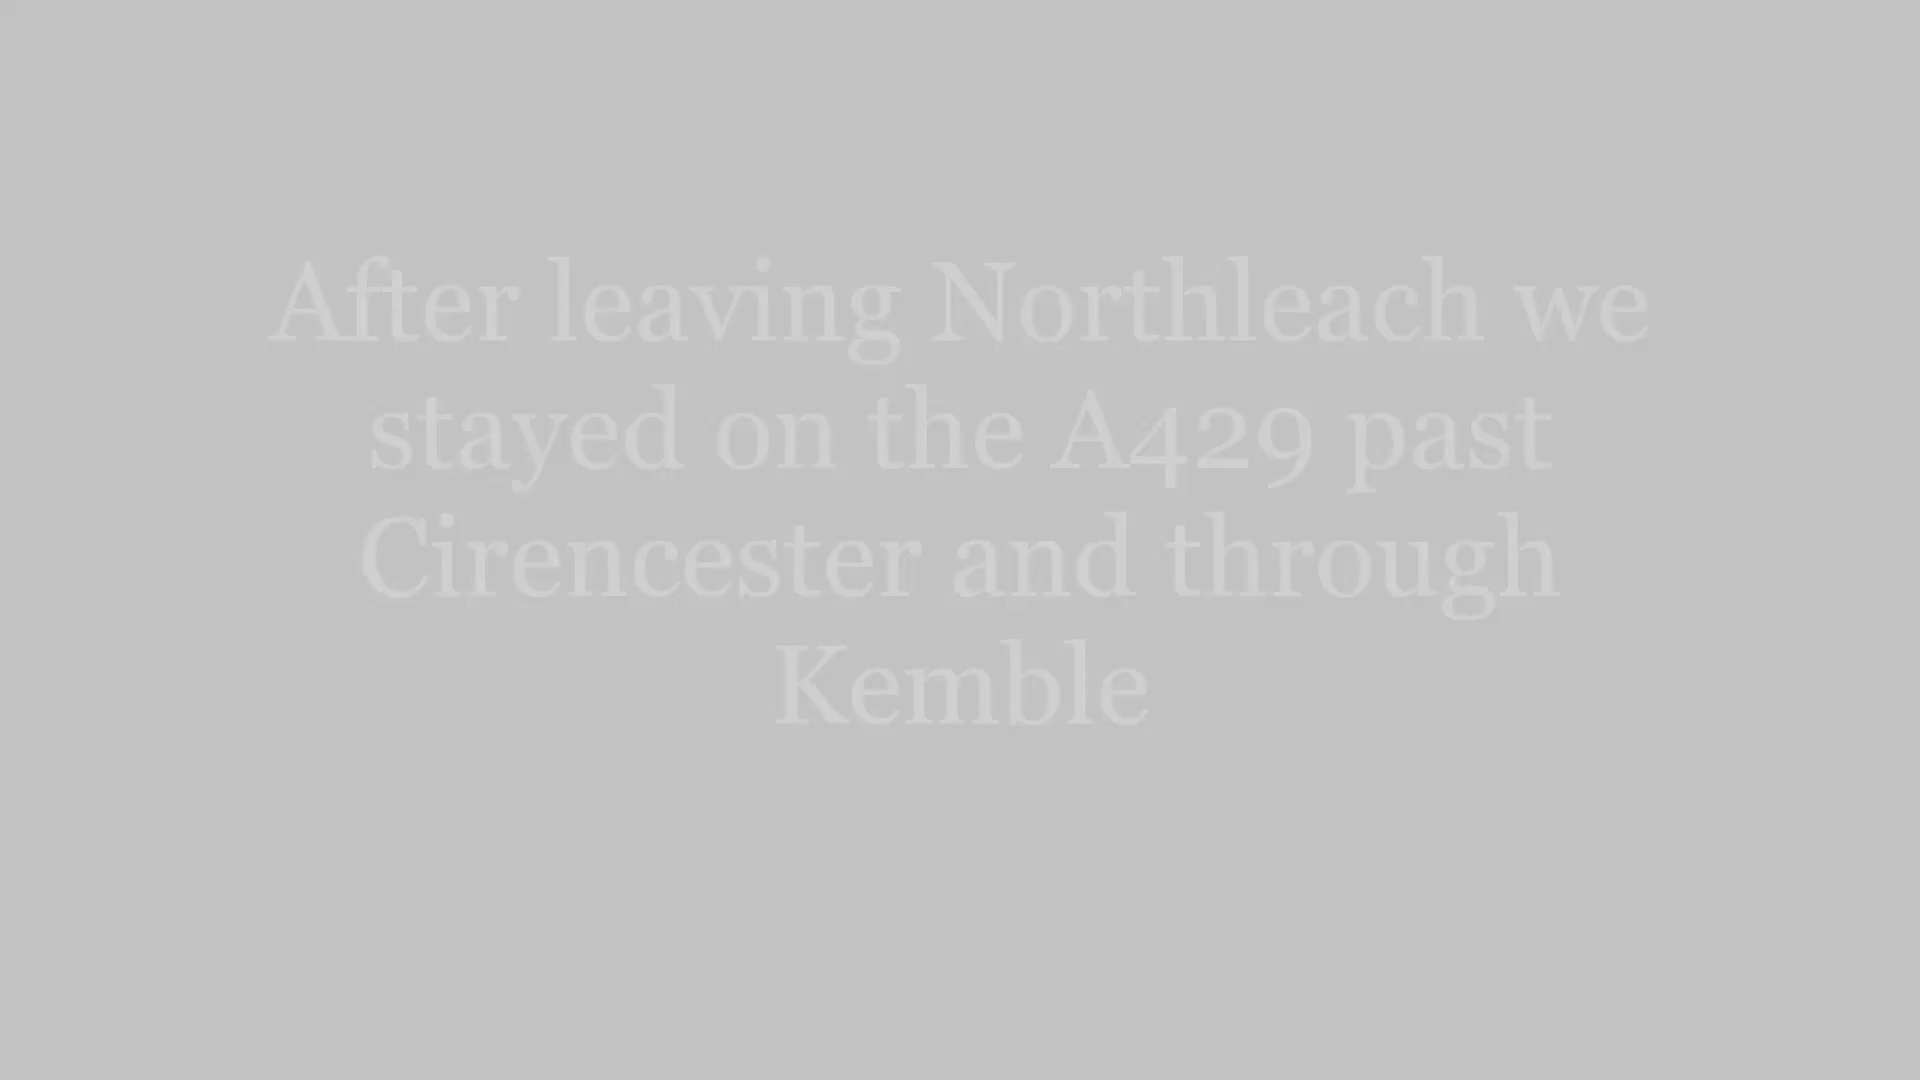 After leaving Northleach we
stayed on the A429 past
Cirencester and through
Kemble